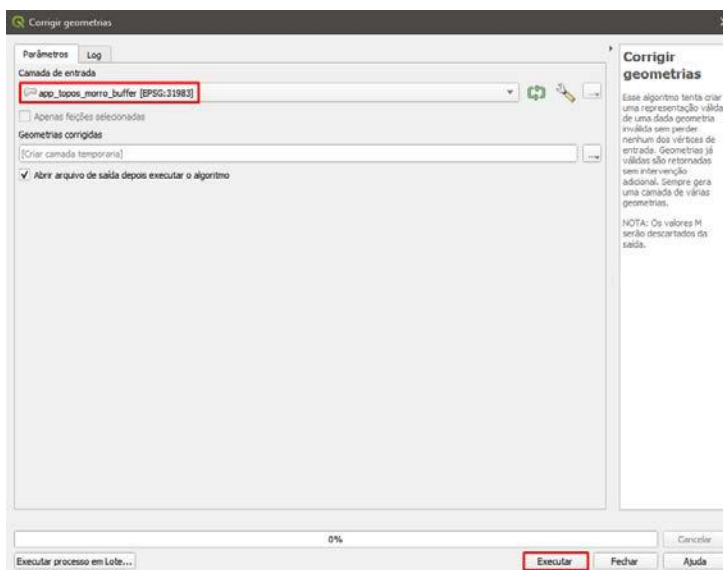 Corrigir geometrias
Parâmetros
Log
Camada de entrada
app_topos_morro_buffer [EPSG:31983]
Apenas feições selecionadas
Geometrias corrigidas
[Criar camada temporaria]
Abrir arquivo de saída depois executar o algoritmo
Corrigir
geometrias
Esse algoritmo tenta criar
uma representação válida
de uma dada geometria
inválida sem perder
nenhum dos vértices de
entrada. Geometrias já
válidas são retornadas
sem intervenção
adicional. Sempre gera
uma camada de várias
geometrias.
NOTA: Os valores M
serão descartados da
saída.
0%
Cancelar
Executar processo em Lote...
Executar
Fechar
Ajuda